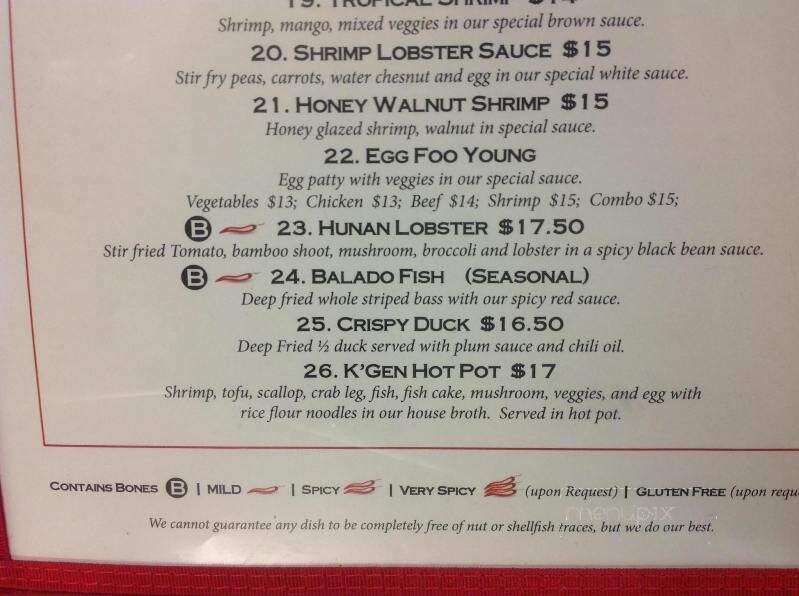 19. Tropical Shrimp $14
Shrimp, mango, mixed veggies in our special brown sauce.
20. Shrimp Lobster Sauce $15
Stir fry peas, carrots, water chesnut and egg in our special white sauce.
21. Honey Walnut Shrimp $15
Honey glazed shrimp, walnut in special sauce.
22. Egg Foo Young
Egg patty with veggies in our special sauce.
Vegetables $13; Chicken $13; Beef $14; Shrimp $15; Combo $15;
B 23. Hunan Lobster $17.50
Stir fried Tomato, bamboo shoot, mushroom, broccoli and lobster in a spicy black bean sauce.
B 24. Balado Fish (Seasonal)
Deep fried whole striped bass with our spicy red sauce.
25. Crispy Duck $16.50
Deep Fried ½ duck served with plum sauce and chili oil.
26. K'Gen Hot Pot $17
Shrimp, tofu, scallop, crab leg, fish, fish cake, mushroom, veggies, and egg with
rice flour noodles in our house broth. Served in hot pot.
Contains Bones B | Mild | Spicy | Very Spicy (upon Request) | Gluten Free (upon requ
menupix
We cannot guarantee any dish to be completely free of nut or shellfish traces, but we do our best.